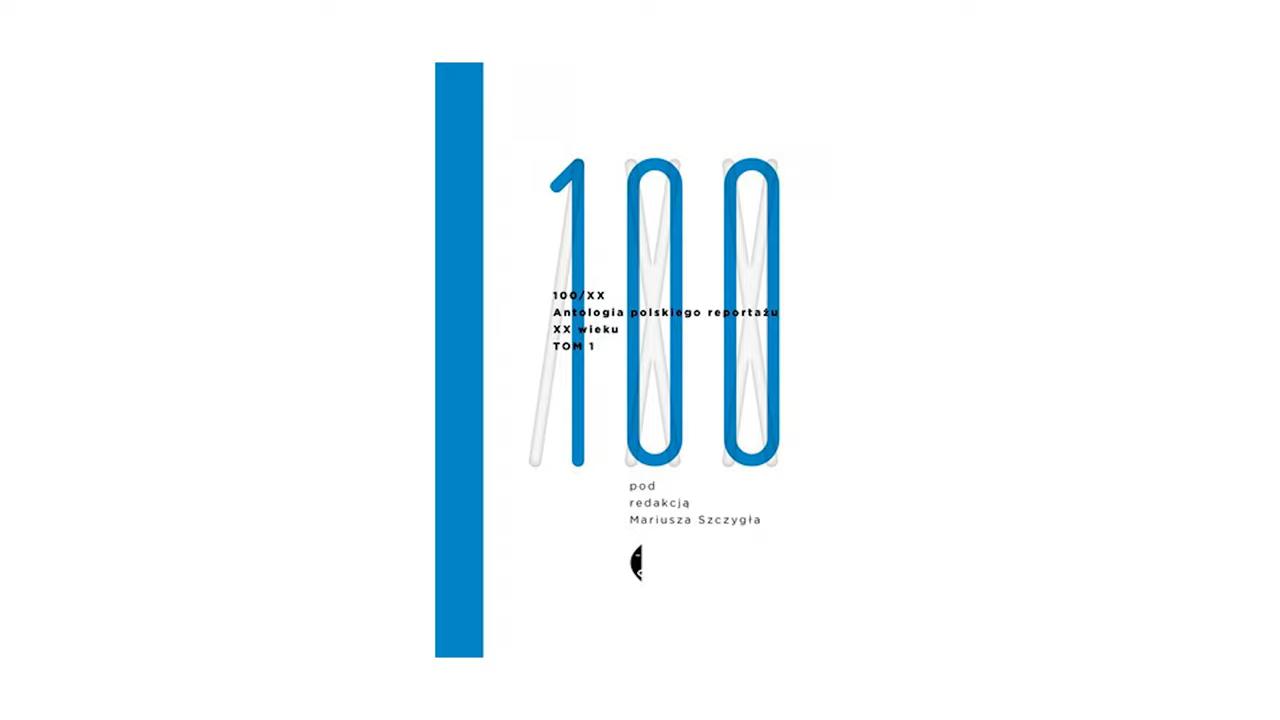 100
100/XX
Antologia polskiego reportażu
XX wieku
TOM 1
pod
redakcją
Mariusza Szczygła